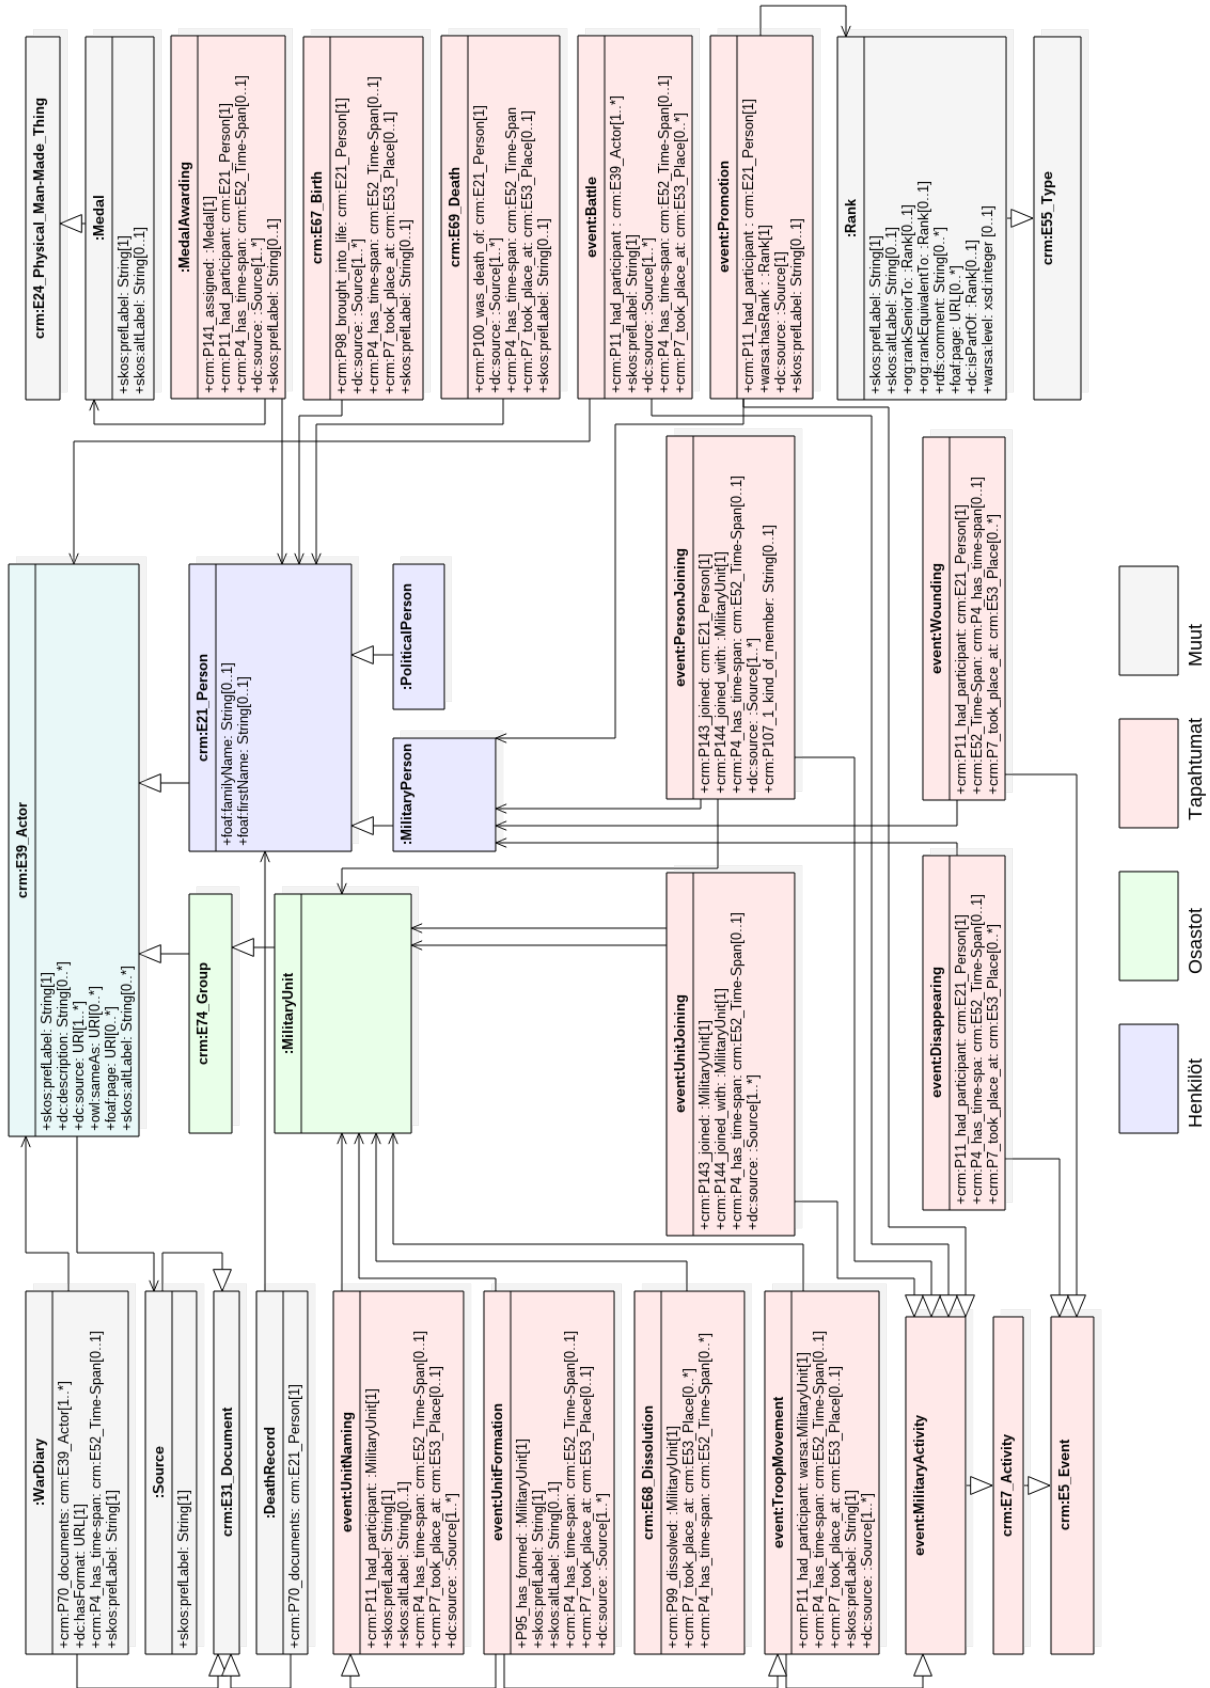 crm:E39_Actor
+skos:prefLabel: String[1]
+dc:description: String[0..*]
+dc:source: URI[1..*]
+owl:sameAs: URI[0..*]
+foaf:page: URI[0..*]
+skos:altLabel: String[0..*]
crm:E24_Physical_Man-Made_Thing
:Medal
+skos:prefLabel: String[1]
+skos:altLabel: String[0..1]
:MedalAwarding
+crm:P141_assigned: :Medal[1]
+crm:P11_had_participant: crm:E21_Person[1]
+crm:P4_has_time-span: crm:E52_Time-Span[0..1]
+dc:source: :Source[1..*]
+skos:prefLabel: String[0..1]
crm:E67_Birth
+crm:P98_brought_into_life: crm:E21_Person[1]
+dc:source: :Source[1..*]
+crm:P4_has_time-span: crm:E52_Time-Span[0..1]
+crm:P7_took_place_at: crm:E53_Place[0..1]
+skos:prefLabel: String[0..1]
crm:E69_Death
+crm:P100_was_death_of: crm:E21_Person[1]
+dc:source: :Source[1..*]
+crm:P4_has_time-span: crm:E52_Time-Span
+crm:P7_took_place_at: crm:E53_Place[0..1]
+skos:prefLabel: String[0..1]
event:Battle
+crm:P11_had_participant : crm:E39_Actor[1..*]
+skos:prefLabel: String[1]
+dc:source: :Source[1..*]
+crm:P4_has_time-span: crm:E52_Time-Span[0..1]
+crm:P7_took_place_at: crm:E53_Place[0..*]
event:Promotion
+crm:P11_had_participant : crm:E21_Person[1]
+warsa:hasRank : :Rank[1]
+dc:source: :Source[1]
+skos:prefLabel: String[0..1]
:Rank
+skos:prefLabel: String[1]
+skos:altLabel: String[0..1]
+org:rankSeniorTo: :Rank[0..1]
+org:rankEquivalentTo: :Rank[0..1]
+rdfs:comment: String[0..*]
+foaf:page: URL[0..*]
+dc:isPartOf: :Rank[0..1]
+warsa:level: xsd:integer [0..1]
crm:E55_Type
crm:E21_Person
+foaf:familyName: String[0..1]
+foaf:firstName: String[0..1]
:PoliticalPerson
:MilitaryPerson
crm:E74_Group
:MilitaryUnit
event:PersonJoining
+crm:P143_joined: crm:E21_Person[1]
+crm:P144_joined_with: :MilitaryUnit[1]
+crm:P4_has_time-span: crm:E52_Time-Span[0..1]
+dc:source: :Source[1..*]
+crm:P107_1_kind_of_member: String[0..1]
event:Wounding
+crm:P11_had_participant: crm:E21_Person[1]
+crm:E52_Time-Span: crm:P4_has_time-span[0..1]
+crm:P7_took_place_at: crm:E53_Place[0..*]
event:UnitJoining
+crm:P143_joined: :MilitaryUnit[1]
+crm:P144_joined_with: :MilitaryUnit[1]
+crm:P4_has_time-span: crm:E52_Time-Span[0..1]
+dc:source: :Source[1..*]
event:Disappearing
+crm:P11_had_participant: crm:E21_Person[1]
+crm:P4_has_time-spa: crm:E52_Time-Span[0..1]
+crm:P7_took_place_at: crm:E53_Place[0..*]
:WarDiary
+crm:P70_documents: crm:E39_Actor[1..*]
+dc:hasFormat: URL[1]
+crm:P4_has_time-span: crm:E52_Time-Span[0..1]
+skos:prefLabel: String[1]
:Source
+skos:prefLabel: String[1]
crm:E31_Document
:DeathRecord
+crm:P70_documents: crm:E21_Person[1]
event:UnitNaming
+crm:P11_had_participant: :MilitaryUnit[1]
+skos:prefLabel: String[1]
+skos:altLabel: String[0..1]
+crm:P4_has_time-span: crm:E52_Time-Span[0..1]
+crm:P7_took_place_at: crm:E53_Place[0..1]
+dc:source: :Source[1..*]
event:UnitFormation
+P95_has_formed: :MilitaryUnit[1]
+skos:prefLabel: String[1]
+skos:altLabel: String[0..1]
+crm:P4_has_time-span: crm:E52_Time-Span[0..1]
+crm:P7_took_place_at: crm:E53_Place[0..1]
+dc:source: :Source[1..*]
crm:E68_Dissolution
+crm:P99_dissolved: :MilitaryUnit[1]
+crm:P7_took_place_at: crm:E53_Place[0..*]
+crm:P4_has_time-span: crm:E52_Time-Span[0..*]
event:TroopMovement
+crm:P11_had_participant: warsa:MilitaryUnit[1]
+crm:P4_has_time-span: crm:E52_Time-Span[0..1]
+crm:P7_took_place_at: crm:E53_Place[0..1]
+skos:prefLabel: String[1]
+dc:source: :Source[1..*]
event:MilitaryActivity
crm:E7_Activity
crm:E5_Event
Henkilöt
Osastot
Tapahtumat
Muut